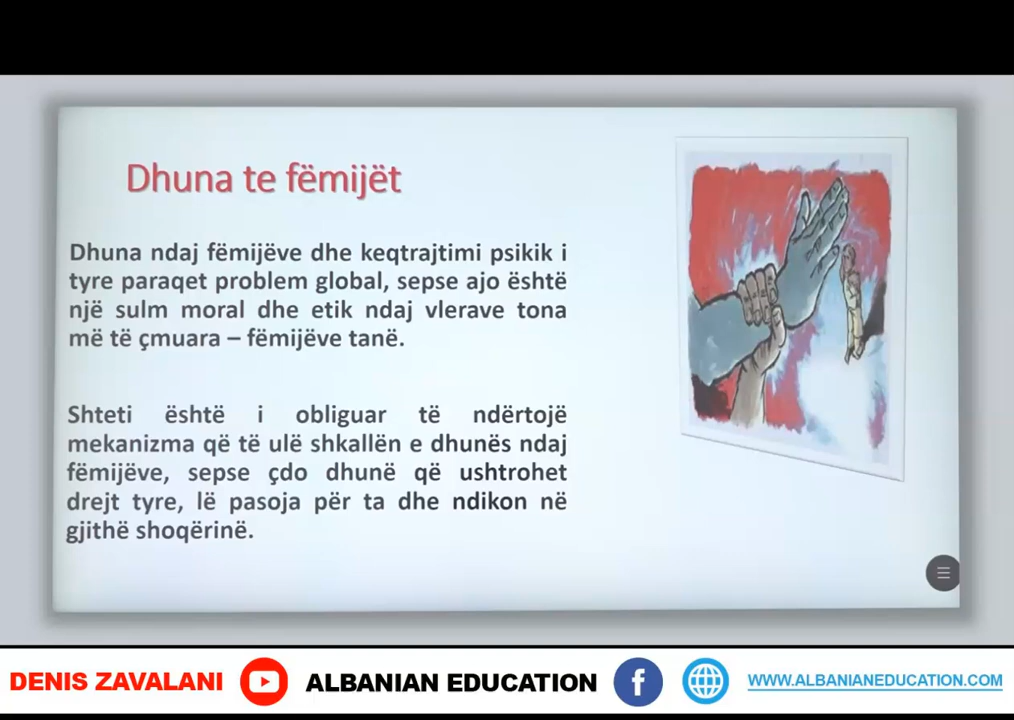 Dhuna te fëmijët
Dhuna ndaj fëmijëve dhe keqtrajtimi psikik i
tyre paraqet problem global, sepse ajo është
një sulm moral dhe etik ndaj vlerave tona
më të çmuara – fëmijëve tanë.
Shteti është i obliguar të ndërtojë
mekanizma që të ulë shkallën e dhunës ndaj
fëmijëve, sepse çdo dhunë që ushtrohet
drejt tyre, lë pasoja për ta dhe ndikon në
gjithë shoqërinë.
DENIS ZAVALANI ALBANIAN EDUCATION f WWW.ALBANIANEDUCATION.COM